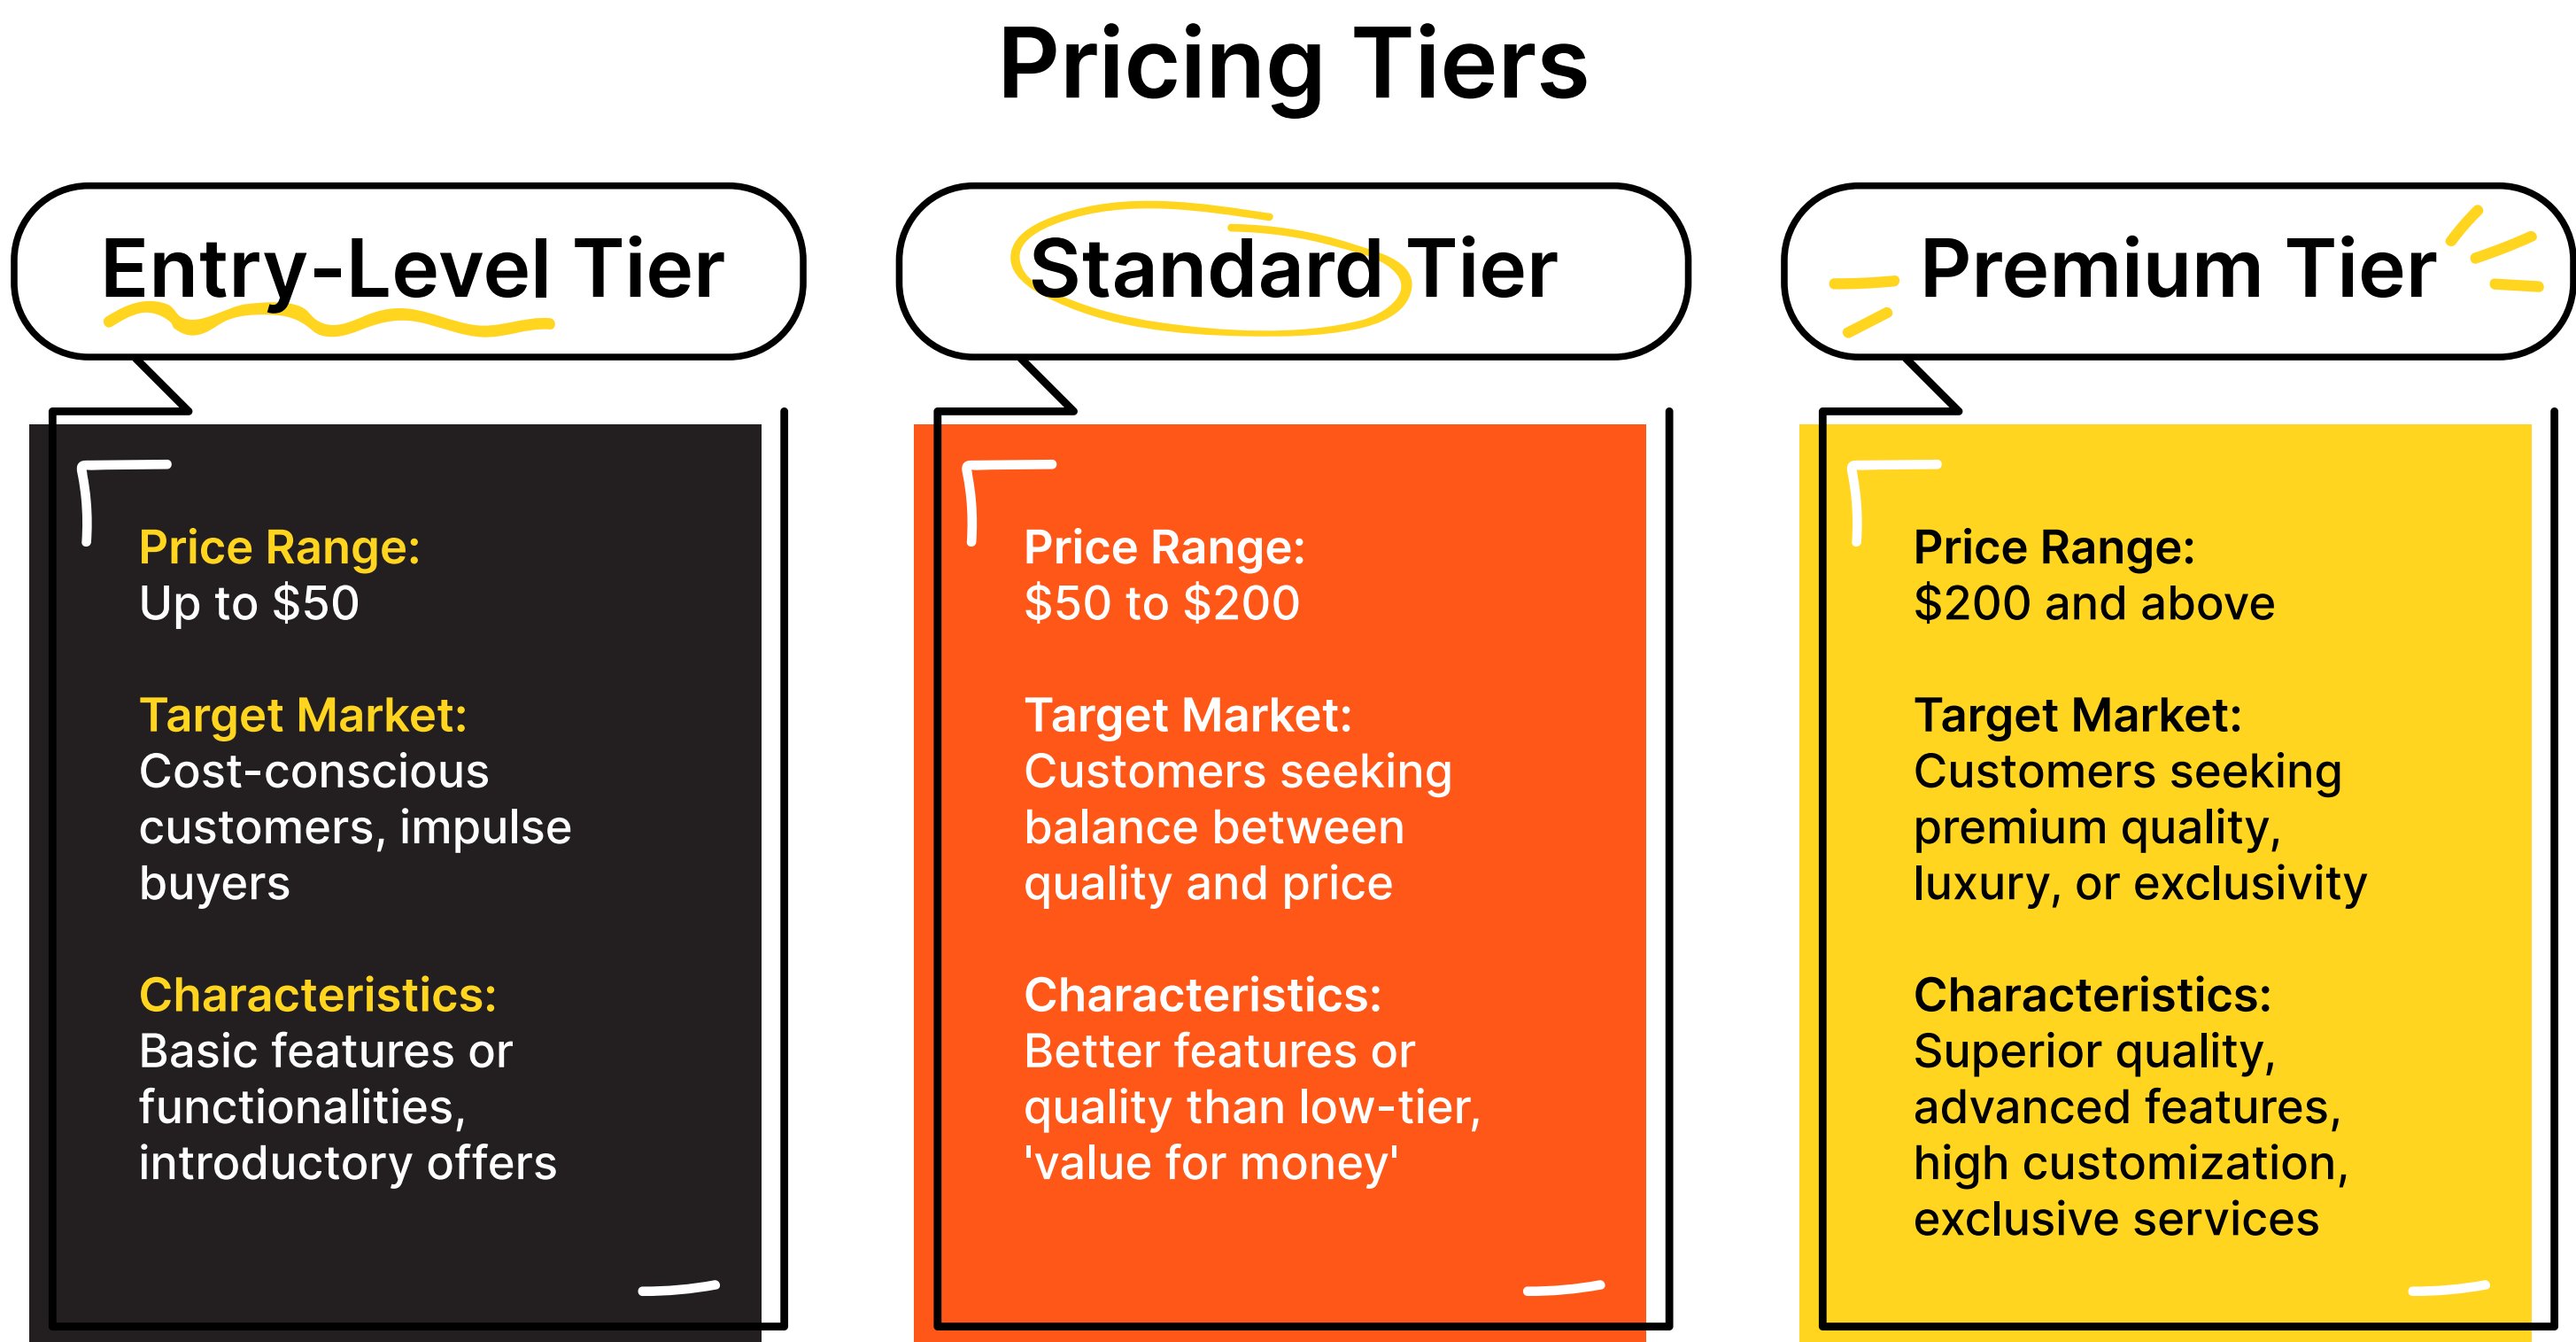 Pricing Tiers
Entry-Level Tier
Price Range:
Up to $50
Target Market:
Cost-conscious
customers, impulse
buyers
Characteristics:
Basic features or
functionalities,
introductory offers
Standard Tier
Price Range:
$50 to $200
Target Market:
Customers seeking
balance between
quality and price
Characteristics:
Better features or
quality than low-tier,
'value for money'
Premium Tier
Price Range:
$200 and above
Target Market:
Customers seeking
premium quality,
luxury, or exclusivity
Characteristics:
Superior quality,
advanced features,
high customization,
exclusive services